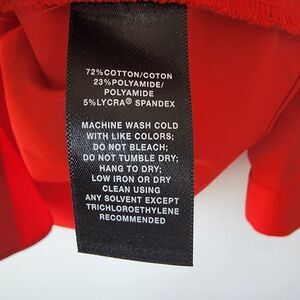 72%COTTON/COTON
23%POLYAMIDE/
POLYAMIDE
5%LYCRA® SPANDEX
MACHINE WASH COLD
WITH LIKE COLORS;
DO NOT BLEACH;
DO NOT TUMBLE DRY;
HANG TO DRY;
LOW IRON OR DRY
CLEAN USING
ANY SOLVENT EXCEPT
TRICHLOROETHYLENE
RECOMMENDED